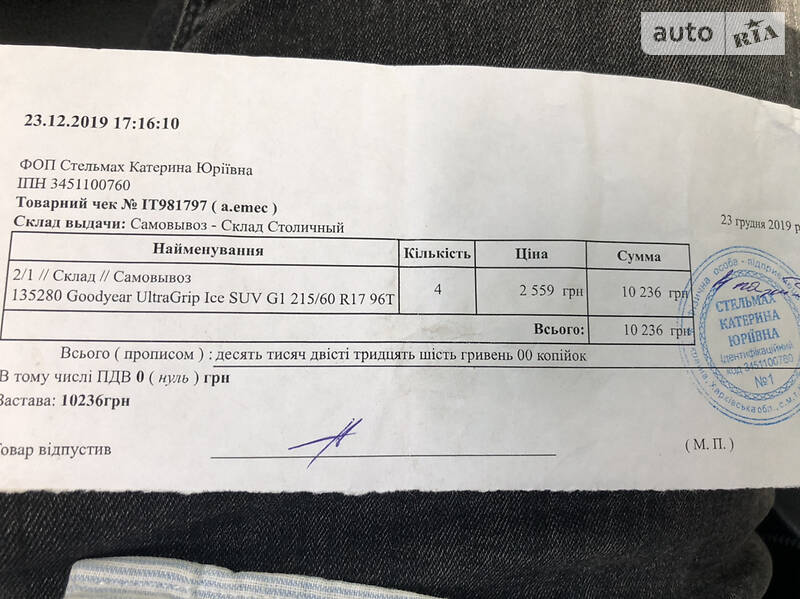 auto RIA
23.12.2019 17:16:10
ФОП Стельмах Катерина Юріївна
ІПН 3451100760
Товарний чек № IT981797 ( a.emec )
23 грудня 2019 р
Склад выдачи: Самовывоз - Склад Столичный
Найменування Кількість Ціна Сумма
2/1 // Склад // Самовывоз
135280 Goodyear UltraGrip Ice SUV G1 215/60 R17 96T 4 2 559 грн 10 236 грн
Всього: 10 236 грн
Всього ( прописом ) : десять тисяч двісті тридцять шість гривень 00 копійок
В тому числі ПДВ 0 ( нуль ) грн
Застава: 10236грн
Товар відпустив ( М. П. )
СТЕЛЬМАХ
КАТЕРИНА
ЮРІЇВНА
Ідентифікаційний
код 3451100760
№1